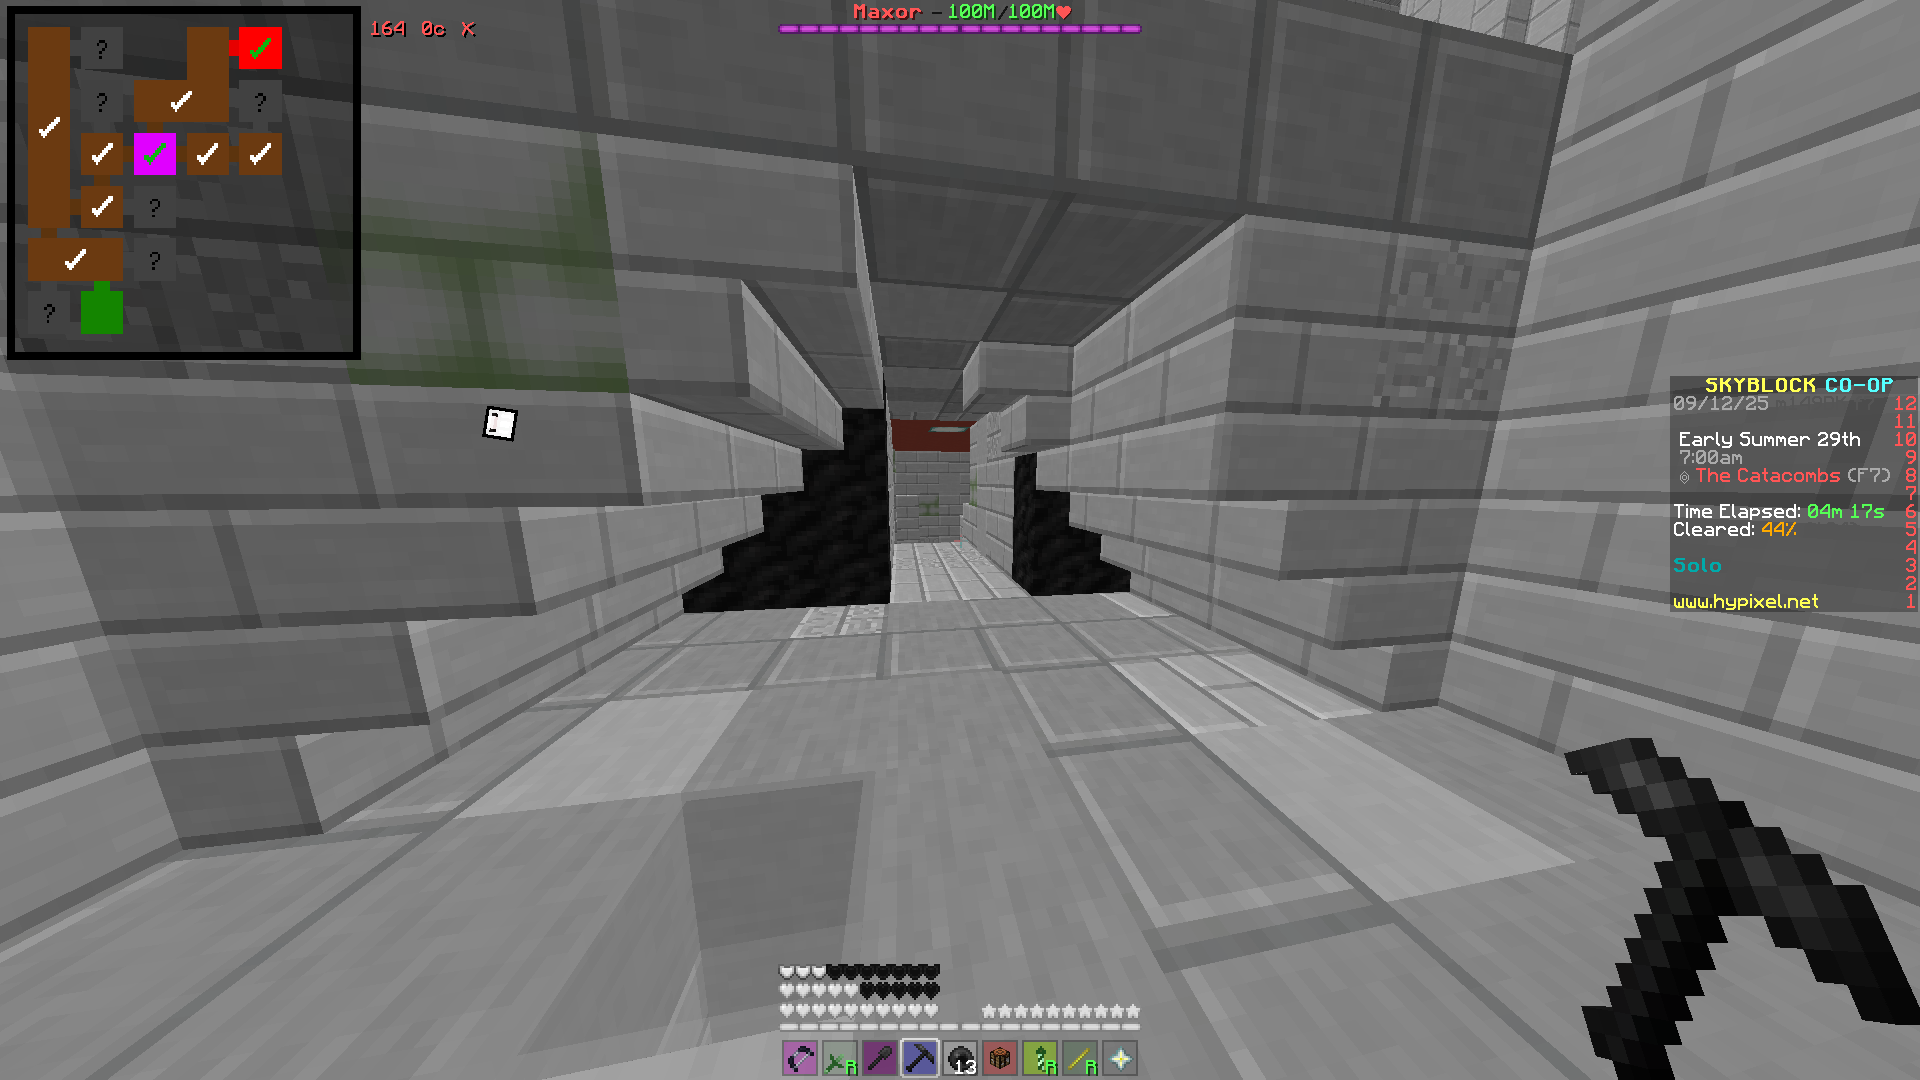 Maxor - 100M/100M❤
164 0c X
?
? ?
?
?
?
SKYBLOCK CO-OP
09/12/25 12
11
Early Summer 29th 10
7:00am 9
The Catacombs (F7) 8
7
Time Elapsed: 04m 17s 6
Cleared: 44% 5
4
Solo 3
2
www.hypixel.net 1
R 13 R R